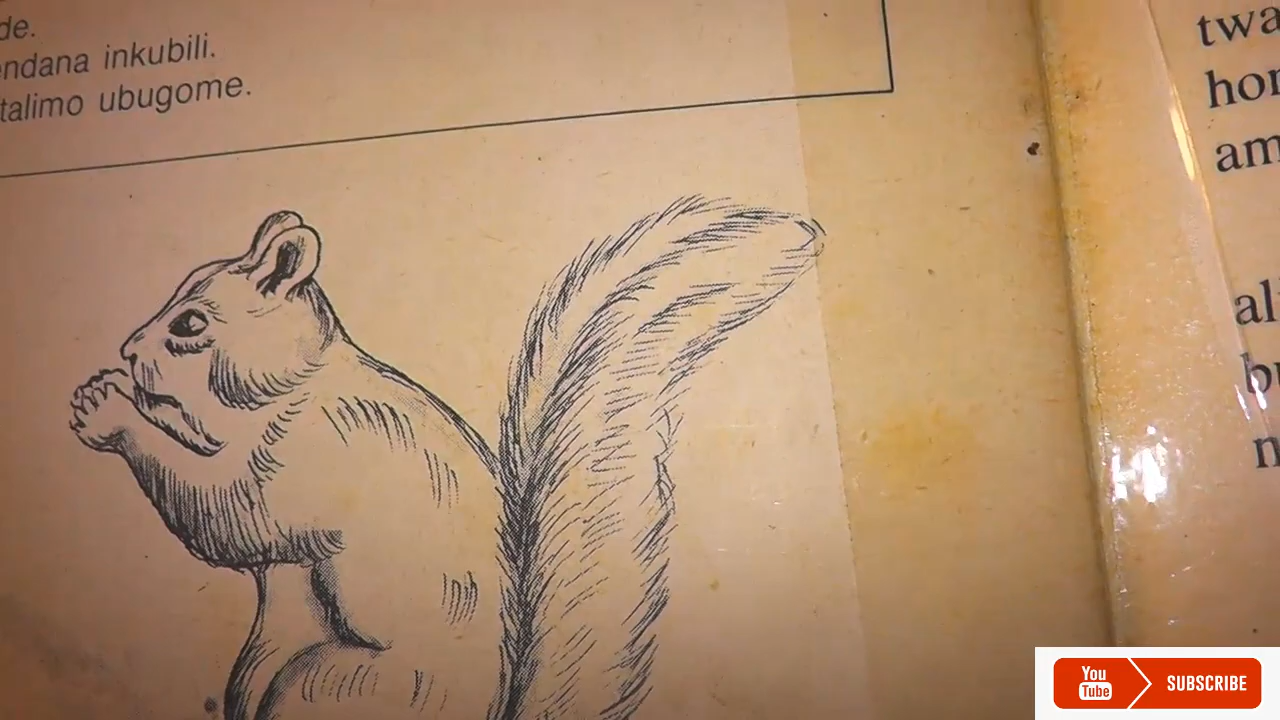 de.
endana inkubili.
talimo ubugome.
twa
hor
am
al
bu
n
You
Tube
SUBSCRIBE